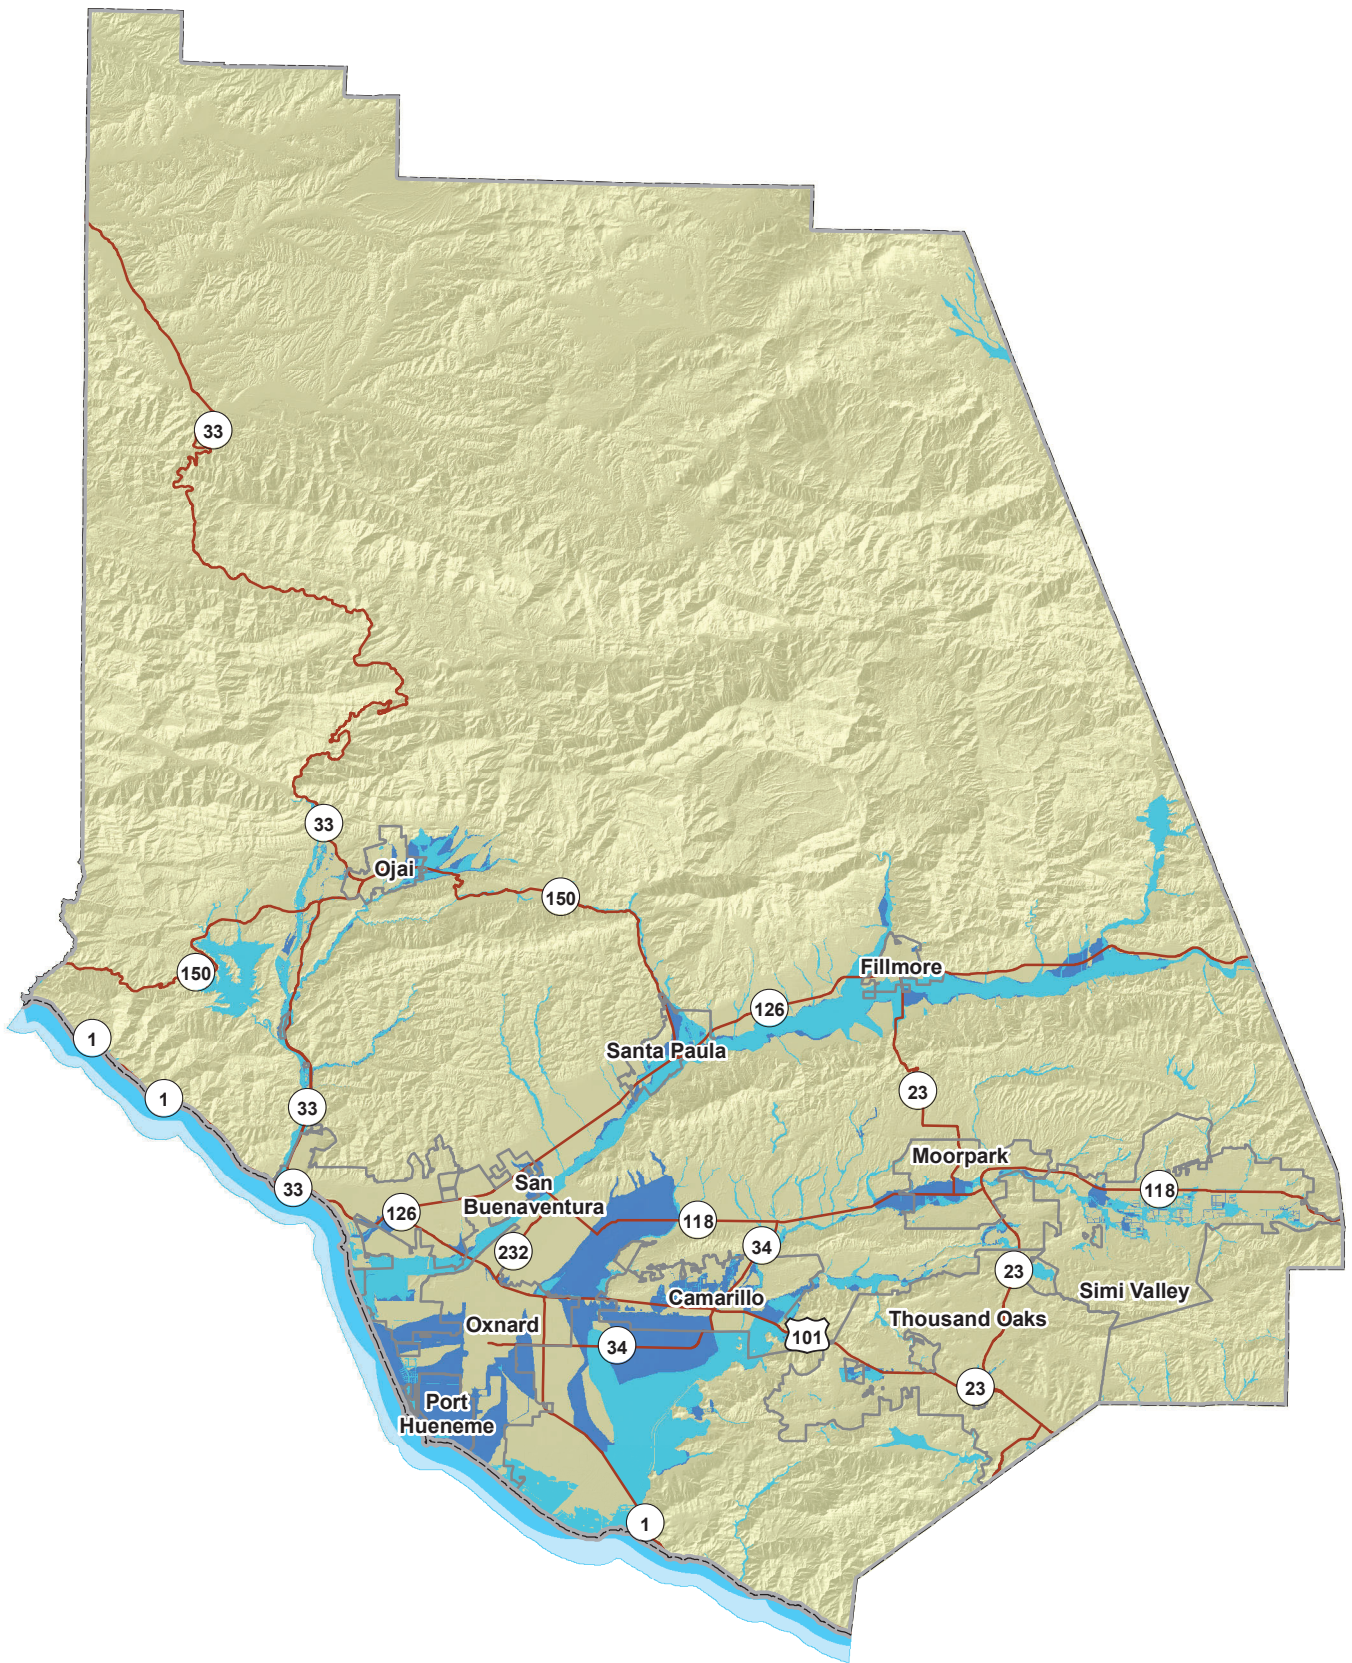 33
33
Ojai
150
150
Fillmore
126
1
Santa Paula
23
1
33
Moorpark
San
Buenaventura
33
118
126
118
34
232
23
Simi Valley
Camarillo
Thousand Oaks
Oxnard
101
34
23
Port
Hueneme
1